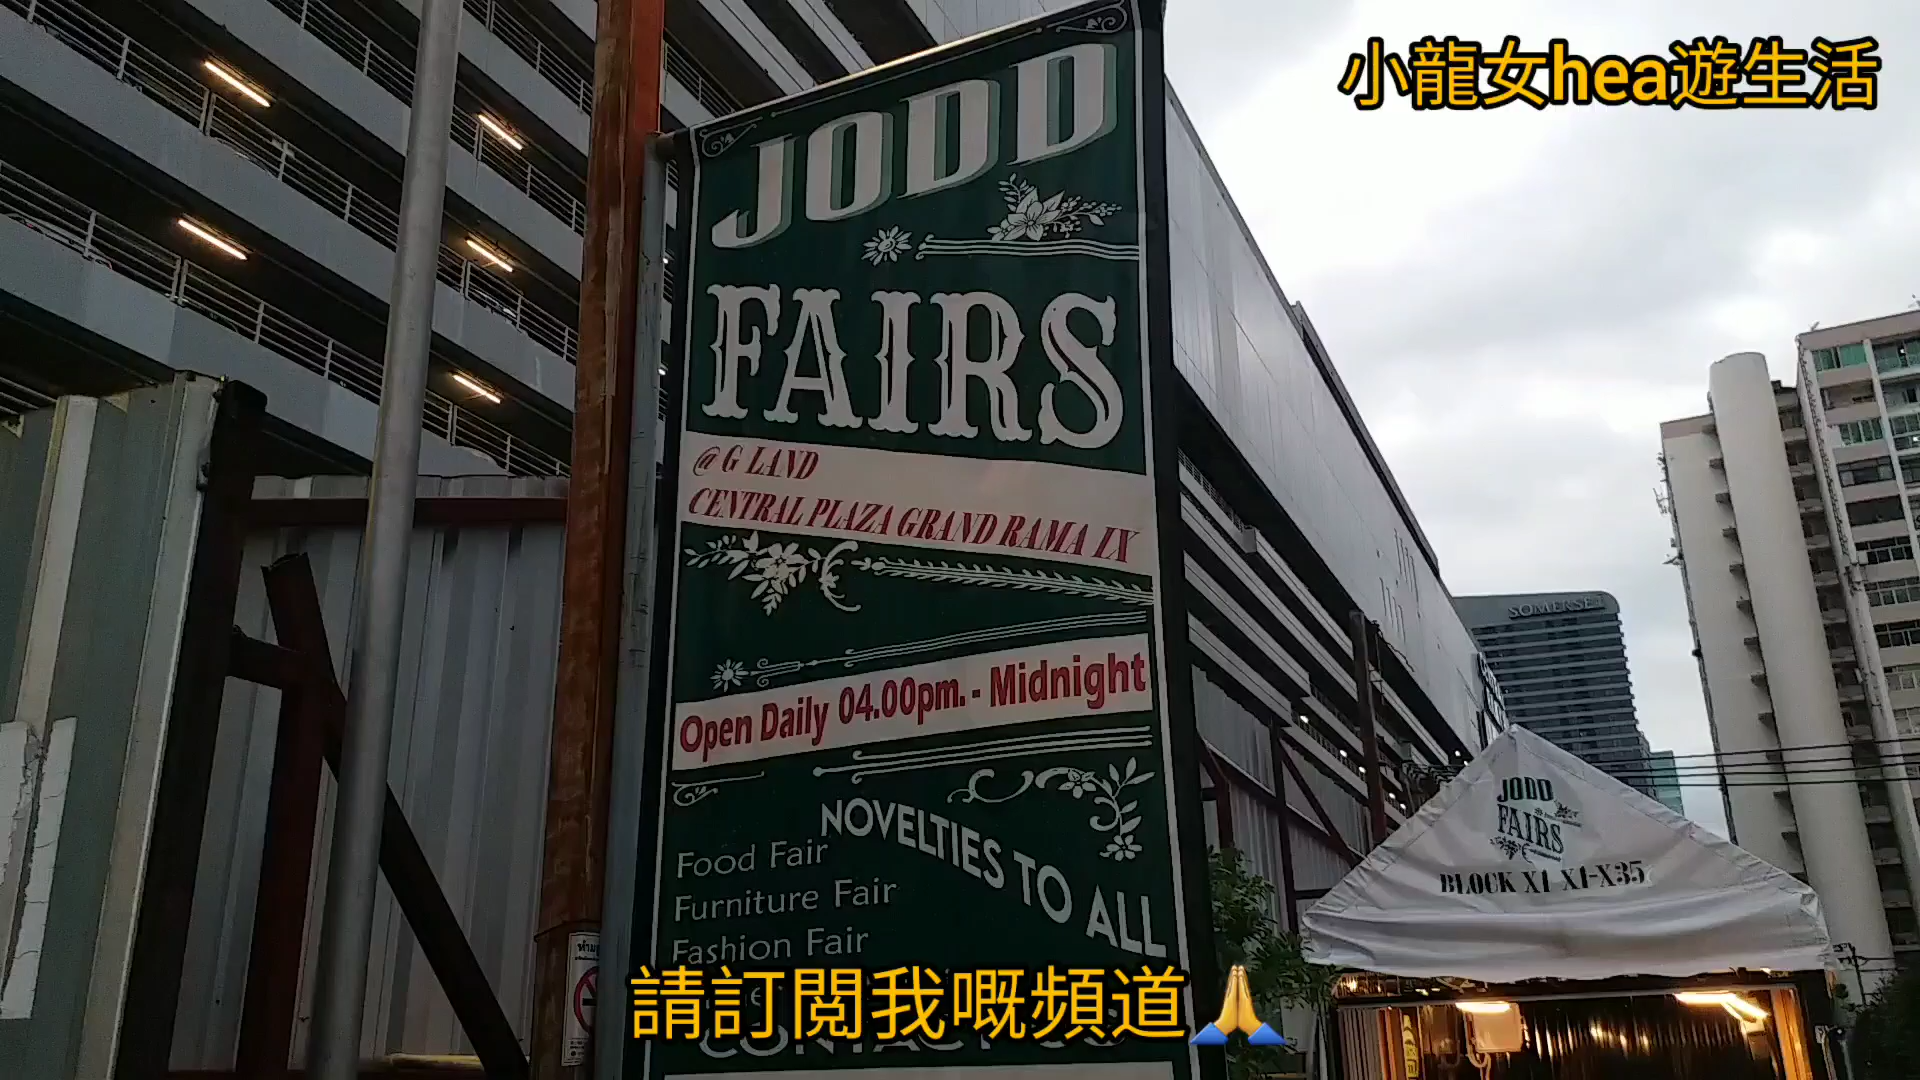 小龍女hea遊生活
JODD
FAIRS
@ G LAND
CENTRAL PLAZA GRAND RAMA IX
Open Daily 04.00pm. - Midnight
NOVELTIES TO ALL
Food Fair
Furniture Fair
Fashion Fair
SOMERSET
JODD
FAIRS
BLOCK X1 X1-X35
請訂閱我嘅頻道🙏